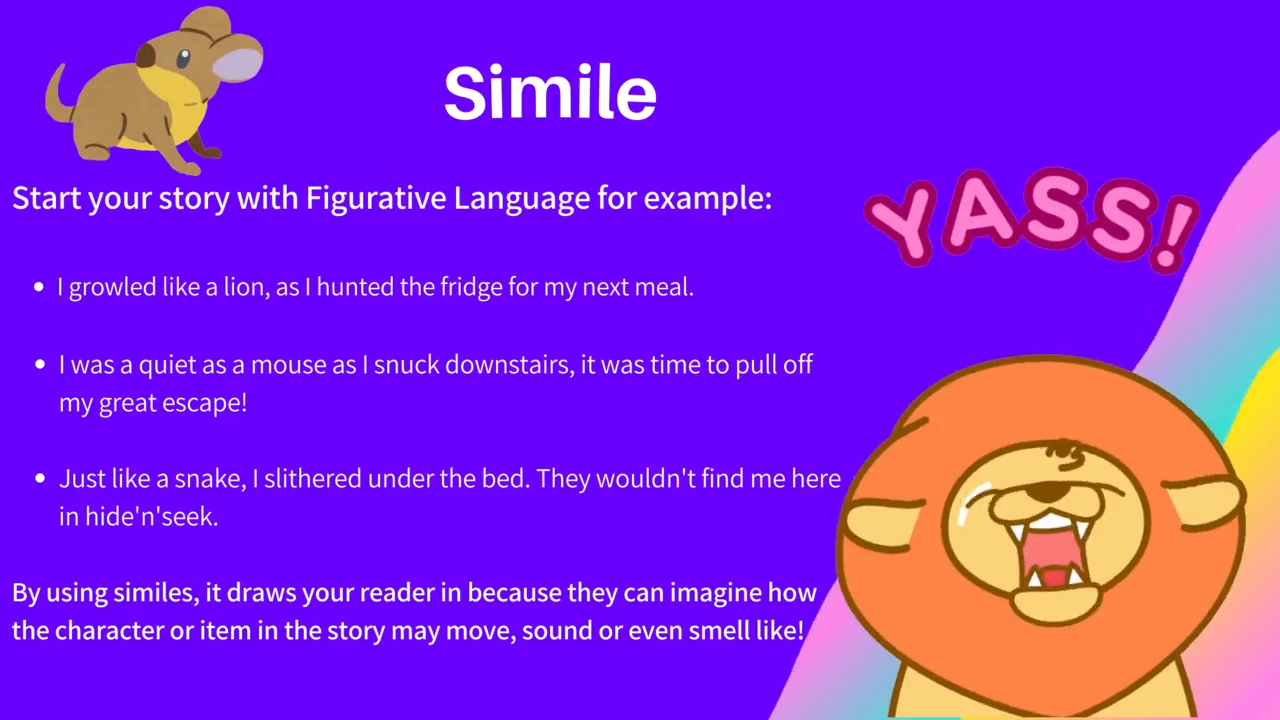 Simile
Start your story with Figurative Language for example:
YASS!
• I growled like a lion, as I hunted the fridge for my next meal.
• I was a quiet as a mouse as I snuck downstairs, it was time to pull off
my great escape!
• Just like a snake, I slithered under the bed. They wouldn't find me here
in hide'n'seek.
By using similes, it draws your reader in because they can imagine how
the character or item in the story may move, sound or even smell like!